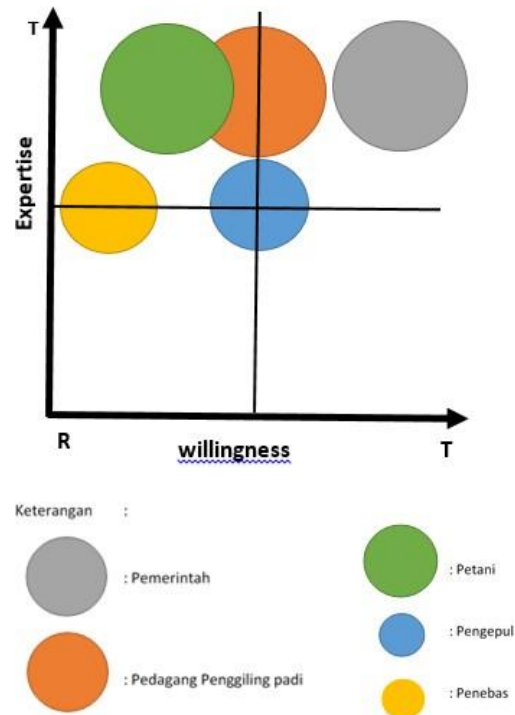 T
Expertise
R
willingness
T
Keterangan :
: Pemerintah
: Petani
: Pengepul
: Pedagang Penggiling padi
: Penebas